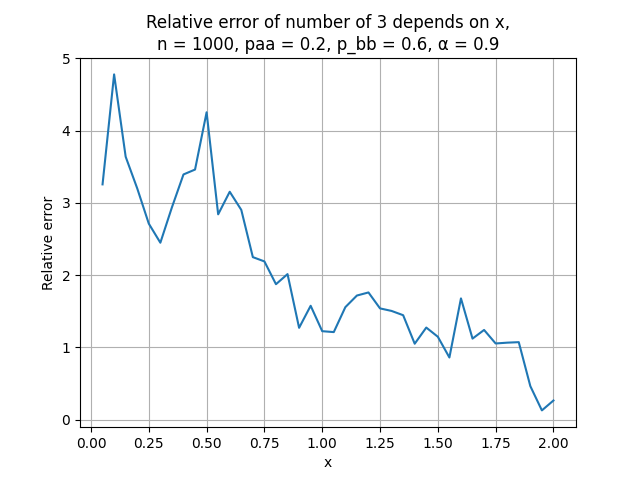 Relative error of number of 3 depends on x,
n = 1000, paa = 0.2, p_bb = 0.6, α = 0.9
5
4
3
2
1
0
Relative error
0.00 0.25 0.50 0.75 1.00 1.25 1.50 1.75 2.00
x